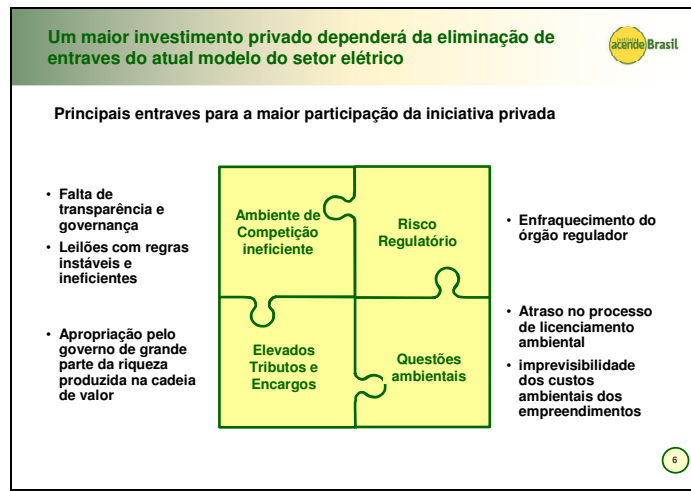 Um maior investimento privado dependerá da eliminação de
entraves do atual modelo do setor elétrico
instituto
acende Brasil
Principais entraves para a maior participação da iniciativa privada
• Falta de
transparência e
governança
• Leilões com regras
instáveis e
ineficientes
• Apropriação pelo
governo de grande
parte da riqueza
produzida na cadeia
de valor
Ambiente de
Competição
ineficiente
Risco
Regulatório
Elevados
Tributos e
Encargos
Questões
ambientais
• Enfraquecimento do
órgão regulador
• Atraso no processo
de licenciamento
ambiental
• imprevisibilidade
dos custos
ambientais dos
empreendimentos
6